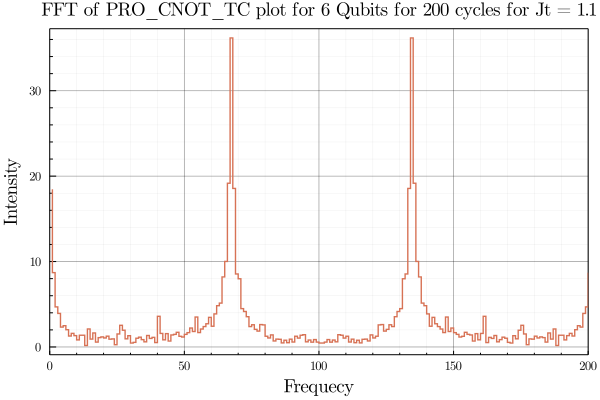 FFT of PRO_CNOT_TC plot for 6 Qubits for 200 cycles for Jt = 1.1
Intensity
30
20
10
0
0 50 100 150 200
Frequecy